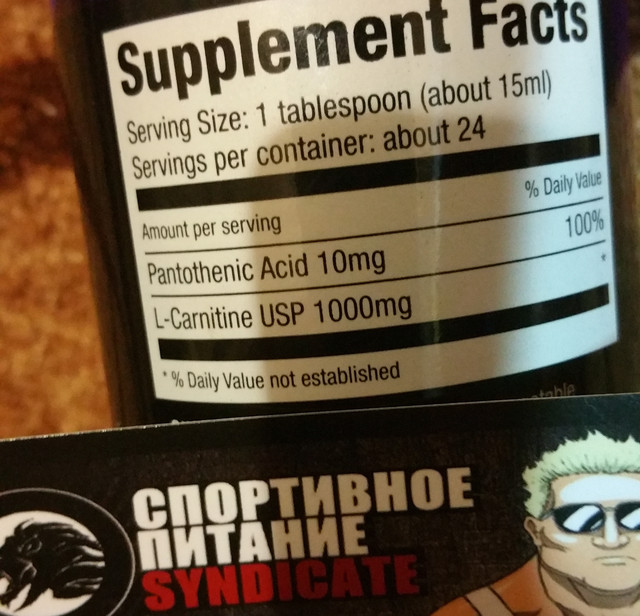 Supplement Facts
Serving Size: 1 tablespoon (about 15ml)
Servings per container: about 24
% Daily Value
Amount per serving
Pantothenic Acid 10mg 100%
L-Carnitine USP 1000mg *
* % Daily Value not established
СПОРТИВНОЕ
ПИТАНИЕ
SYNDICATE